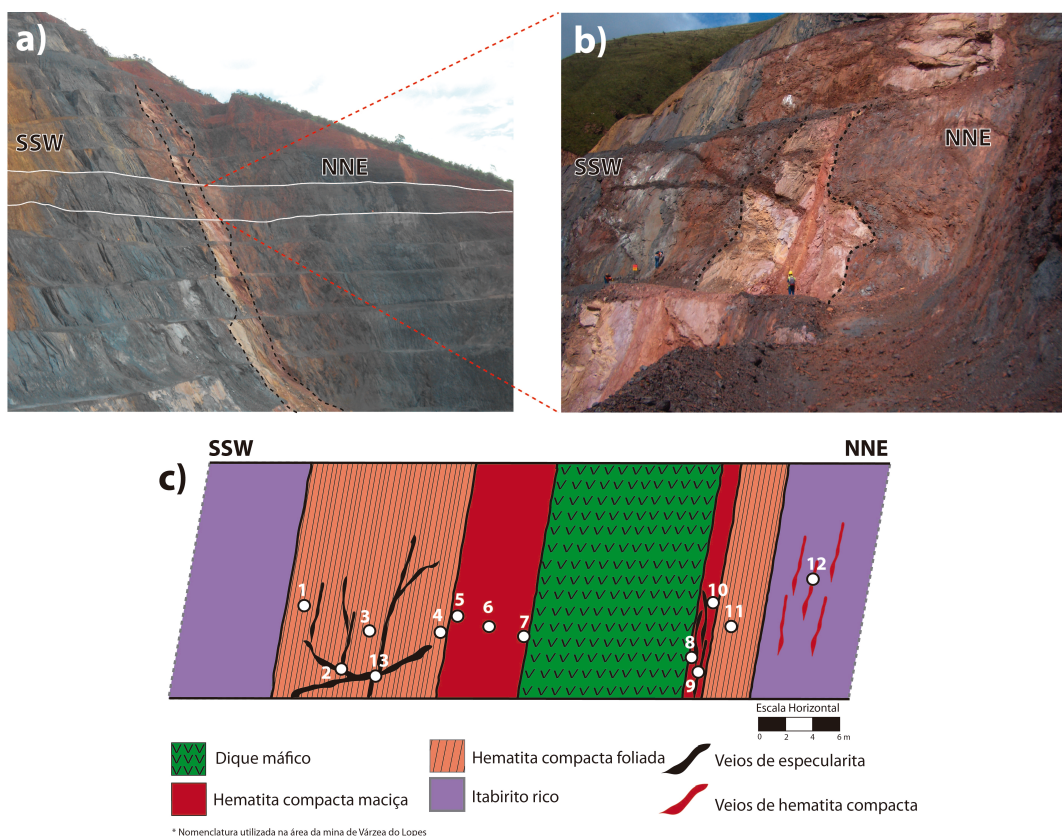 a)
SSW
NNE
b)
SSW
NNE
SSW
NNE
c)
1
2
3
13
4
5
6
7
8
9
10
11
12
Escala Horizontal
0 2 4 6 m
Dique máfico
Hematita compacta foliada
Veios de especularita
Hematita compacta maciça
Itabirito rico
Veios de hematita compacta
* Nomenclatura utilizada na área da mina de Várzea do Lopes